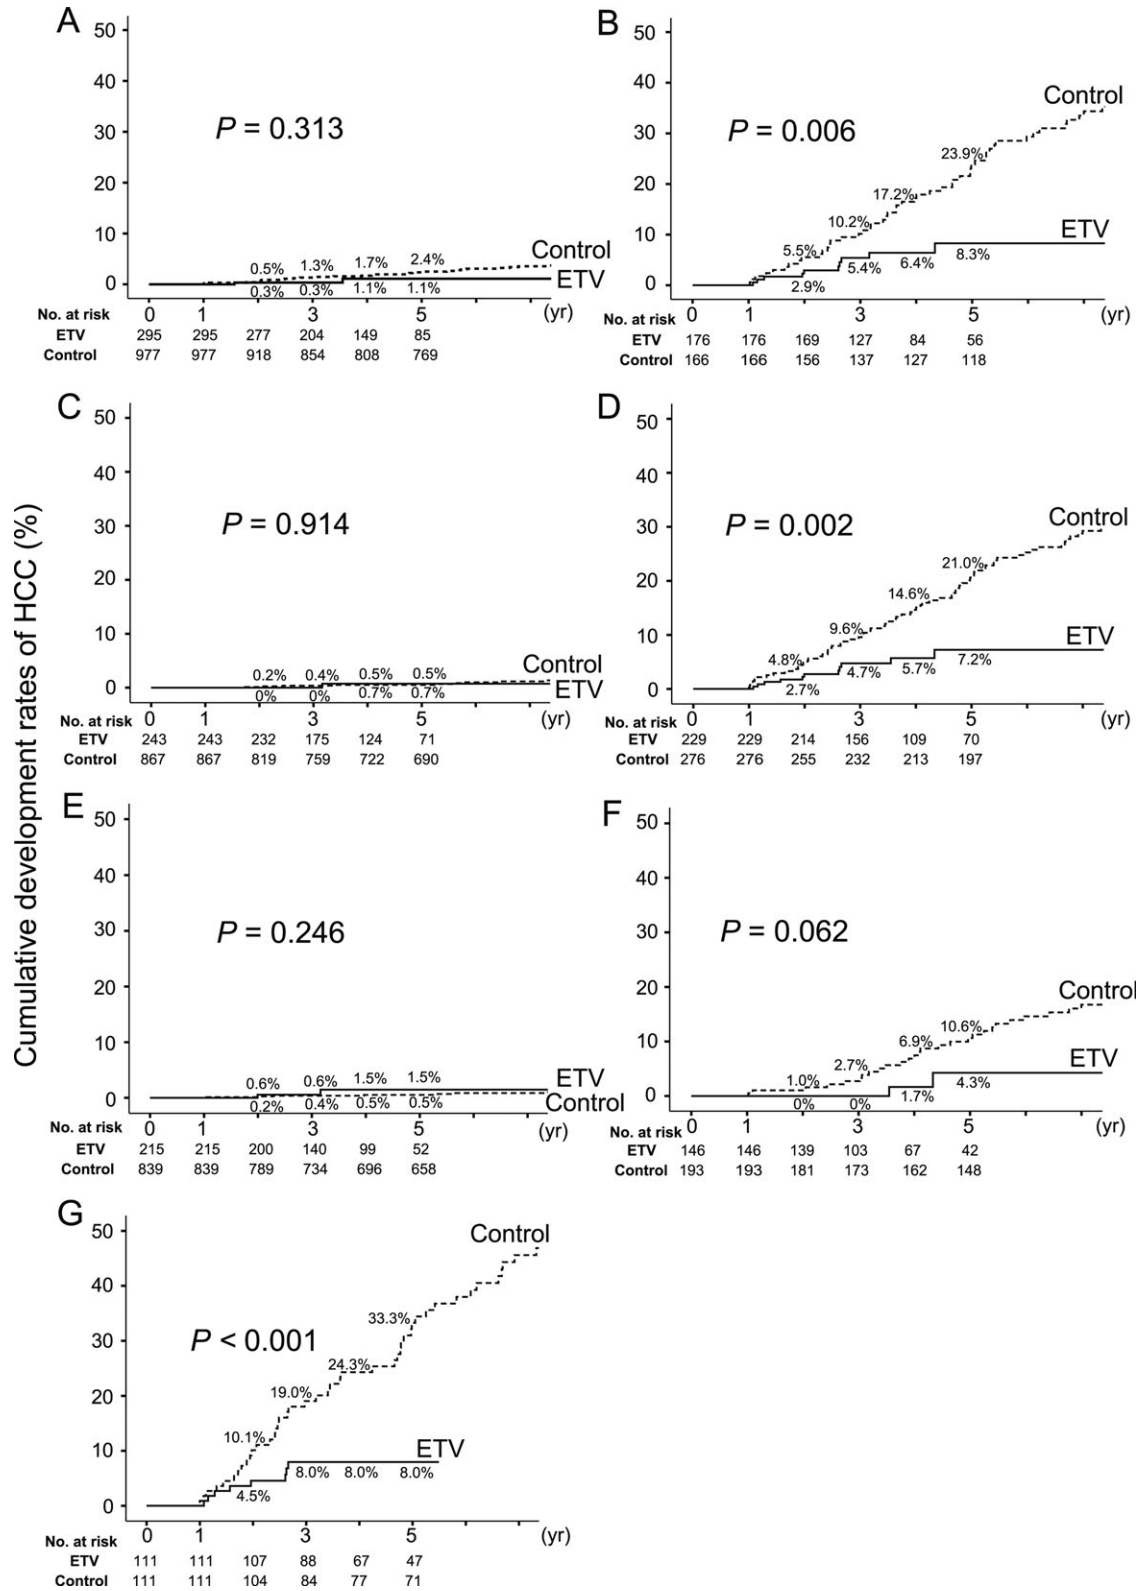 Cumulative development rates of HCC (%)
A
50
40
30
20
10
0
P = 0.313
Control
ETV
0.5% 1.3% 1.7% 2.4%
0.3% 0.3% 1.1% 1.1%
0 1 3 5 (yr)
No. at risk
ETV 295 295 277 204 149 85
Control 977 977 918 854 808 769
B
50
40
30
20
10
0
P = 0.006
Control
ETV
5.5% 10.2% 17.2% 23.9%
2.9% 5.4% 6.4% 8.3%
0 1 3 5 (yr)
No. at risk
ETV 176 176 169 127 84 56
Control 166 166 156 137 127 118
C
50
40
30
20
10
0
P = 0.914
Control
ETV
0.2% 0.4% 0.5% 0.5%
0% 0% 0.7% 0.7%
0 1 3 5 (yr)
No. at risk
ETV 243 243 232 175 124 71
Control 867 867 819 759 722 690
D
50
40
30
20
10
0
P = 0.002
Control
ETV
4.8% 9.6% 14.6% 21.0%
2.7% 4.7% 5.7% 7.2%
0 1 3 5 (yr)
No. at risk
ETV 229 229 214 156 109 70
Control 276 276 255 232 213 197
E
50
40
30
20
10
0
P = 0.246
ETV
Control
0.6% 0.6% 1.5% 1.5%
0.2% 0.4% 0.5% 0.5%
0 1 3 5 (yr)
No. at risk
ETV 215 215 200 140 99 52
Control 839 839 789 734 696 658
F
50
40
30
20
10
0
P = 0.062
Control
ETV
1.0% 2.7% 6.9% 10.6%
0% 0% 1.7% 4.3%
0 1 3 5 (yr)
No. at risk
ETV 146 146 139 103 67 42
Control 193 193 181 173 162 148
G
50
40
30
20
10
0
P < 0.001
Control
ETV
10.1% 19.0% 24.3% 33.3%
4.5% 8.0% 8.0% 8.0%
0 1 3 5 (yr)
No. at risk
ETV 111 111 107 88 67 47
Control 111 111 104 84 77 71